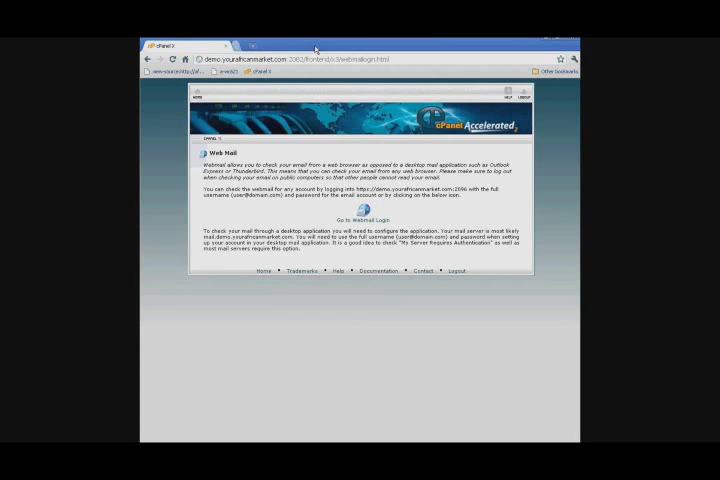 cPanel X
demo.yourafricanmarket.com:2082/frontend/x3/webmaillogin.html
cPanel X
Other bookmarks
HOME
HELP
LOGOUT
cPanel Accelerated2
CPANEL X
Web Mail
Webmail allows you to check your email from a web browser as opposed to a desktop mail application such as Outlook
Express or Thunderbird. This means that you can check your email from any web browser. Please make sure to log out
when checking your email on public computers so that other people cannot read your email.
You can check the webmail for any account by logging into https://demo.yourafricanmarket.com:2096 with the full
username (user@domain.com) and password for the email account or by clicking on the below icon.
Go to Webmail Login
To check your mail through a desktop application you will need to configure the application. Your mail server is most likely
mail.demo.yourafricanmarket.com. You will need to use the full username (user@domain.com) and password when setting
up your account in your desktop mail application. It is a good idea to check "My Server Requires Authentication" as well as
most mail servers require this option.
Home • Trademarks • Help • Documentation • Contact • Logout